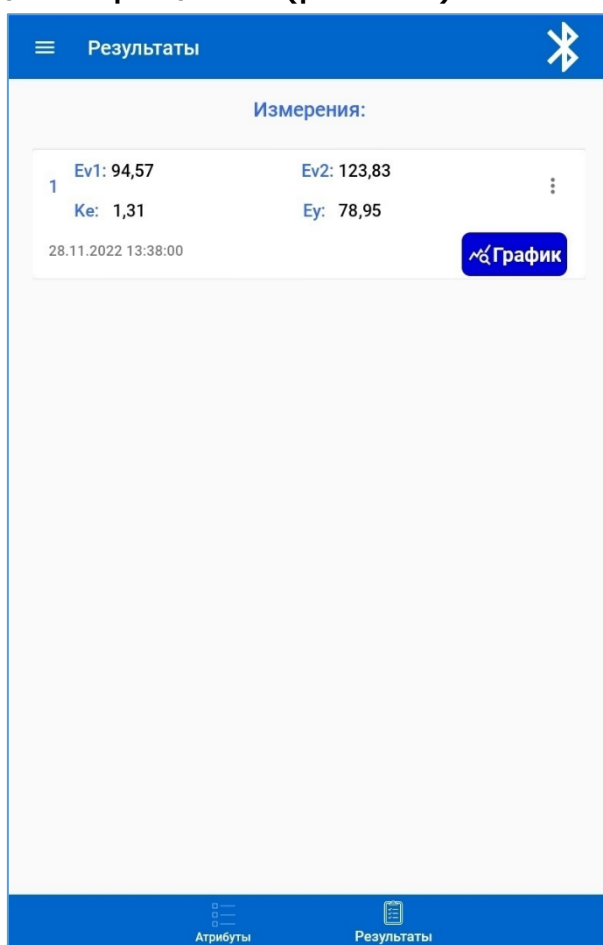 Результаты
Измерения:
1
Ev1: 94,57 Ev2: 123,83
Ke: 1,31 Ey: 78,95
28.11.2022 13:38:00
График
Атрибуты Результаты